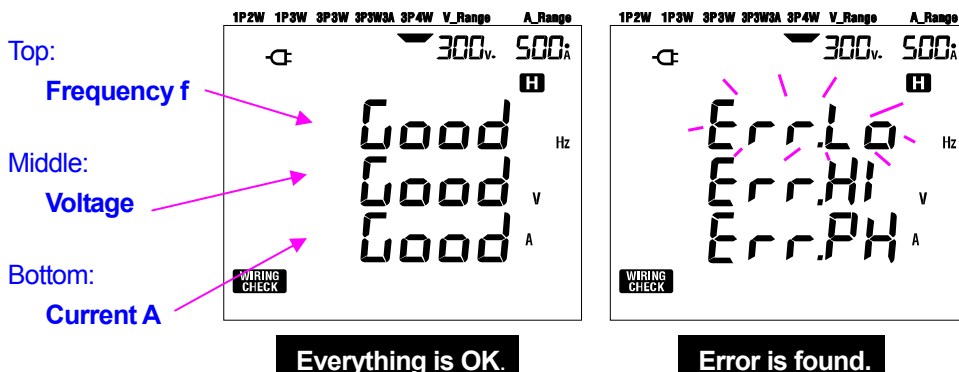 1P2W 1P3W 3P3W 3P3W3A 3P4W V_Range A_Range
300V. 500A
H
Top:
Frequency f
Good Hz
Middle:
Voltage
Good V
Bottom:
Current A
Good A
WIRING
CHECK
Everything is OK.
1P2W 1P3W 3P3W 3P3W3A 3P4W V_Range A_Range
300V. 500A
H
Err.Lo Hz
Err.HI V
Err.PH A
WIRING
CHECK
Error is found.